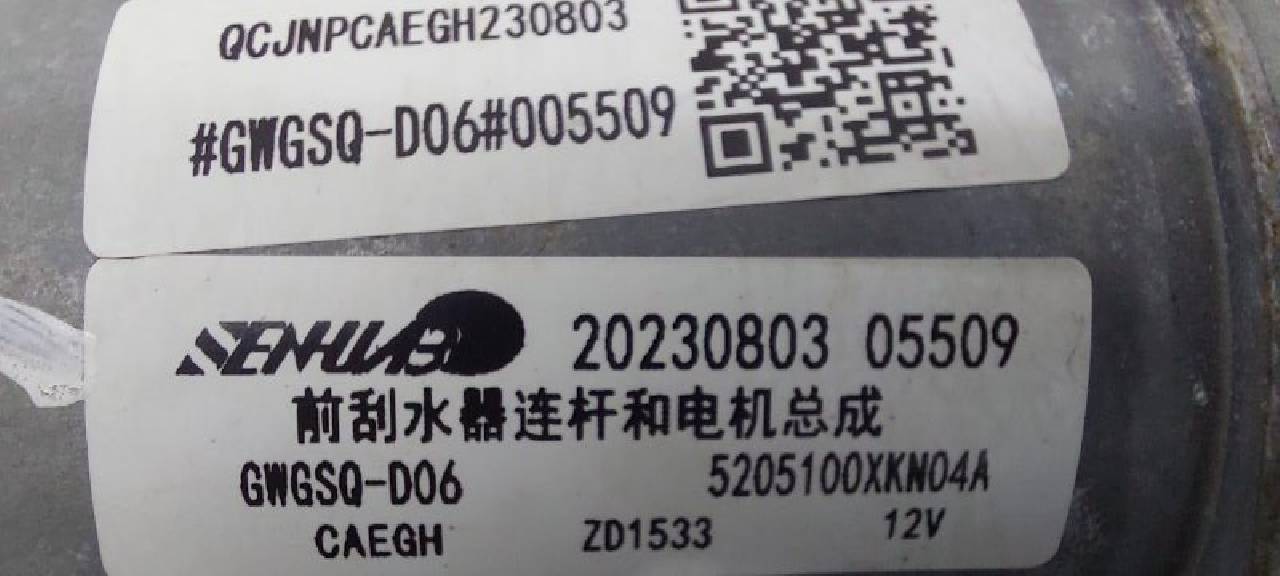 QCJNPCAEGH230803
#GWGSQ-D06#005509
SENHUA 20230803 05509
前刮水器连杆和电机总成
GWGSQ-D06 5205100XKN04A
CAEGH ZD1533 12V